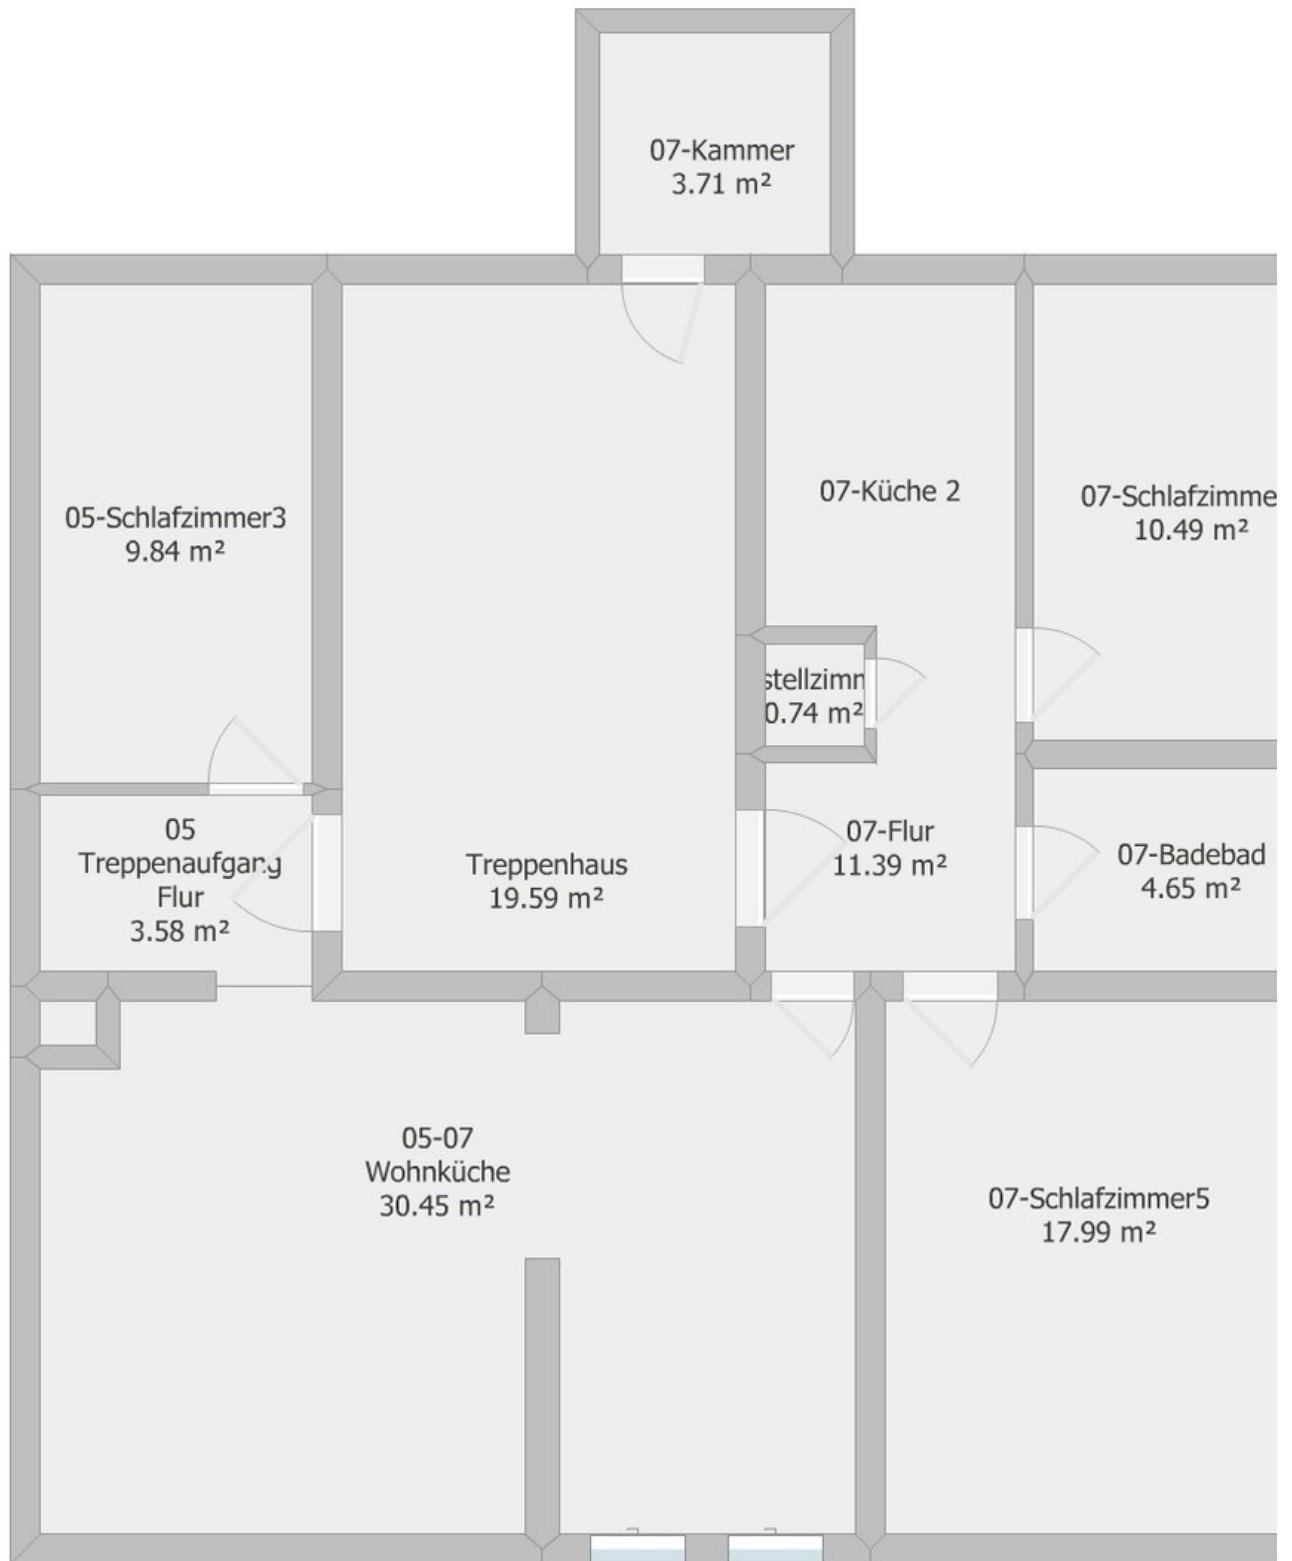 07-Kammer
3.71 m²
07-Küche 2
07-Schlafzimme
10.49 m²
05-Schlafzimmer3
9.84 m²
stellzimn
0.74 m²
05
Treppenaufgang
Flur
3.58 m²
Treppenhaus
19.59 m²
07-Flur
11.39 m²
07-Badebad
4.65 m²
05-07
Wohnküche
30.45 m²
07-Schlafzimmer5
17.99 m²